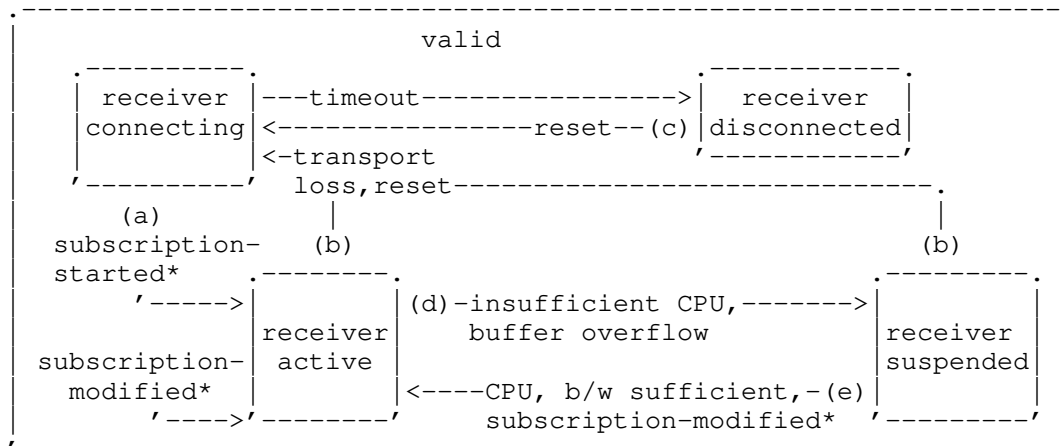 valid
receiver ---timeout----------------> receiver
connecting <----------------reset--(c) disconnected
<-transport
loss,reset------------------------------.
(a)
subscription- (b) (b)
started*
'-----> (d)-insufficient CPU,------->
receiver buffer overflow receiver
subscription- active suspended
modified* <----CPU, b/w sufficient,-(e)
'----> subscription-modified*